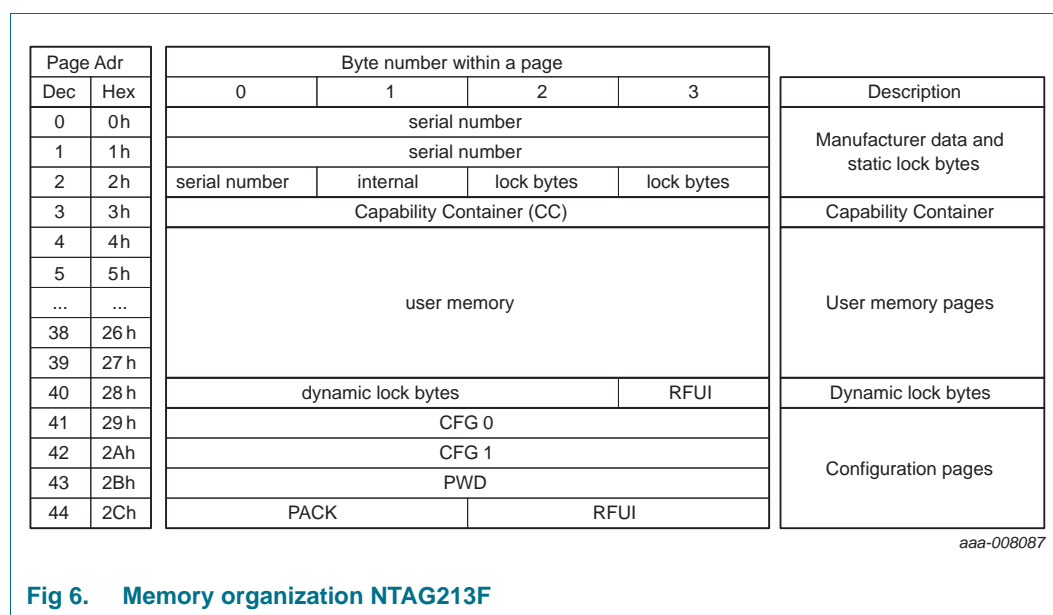 Page Adr Byte number within a page
Dec Hex 0 1 2 3 Description
0 0h serial number
Manufacturer data and
static lock bytes
1 1h serial number
2 2h serial number internal lock bytes lock bytes
3 3h Capability Container (CC) Capability Container
4 4h
5 5h
... ... user memory User memory pages
38 26h
39 27h
40 28h dynamic lock bytes RFUI Dynamic lock bytes
41 29h CFG 0
42 2Ah CFG 1
Configuration pages
43 2Bh PWD
44 2Ch PACK RFUI
aaa-008087
Fig 6. Memory organization NTAG213F